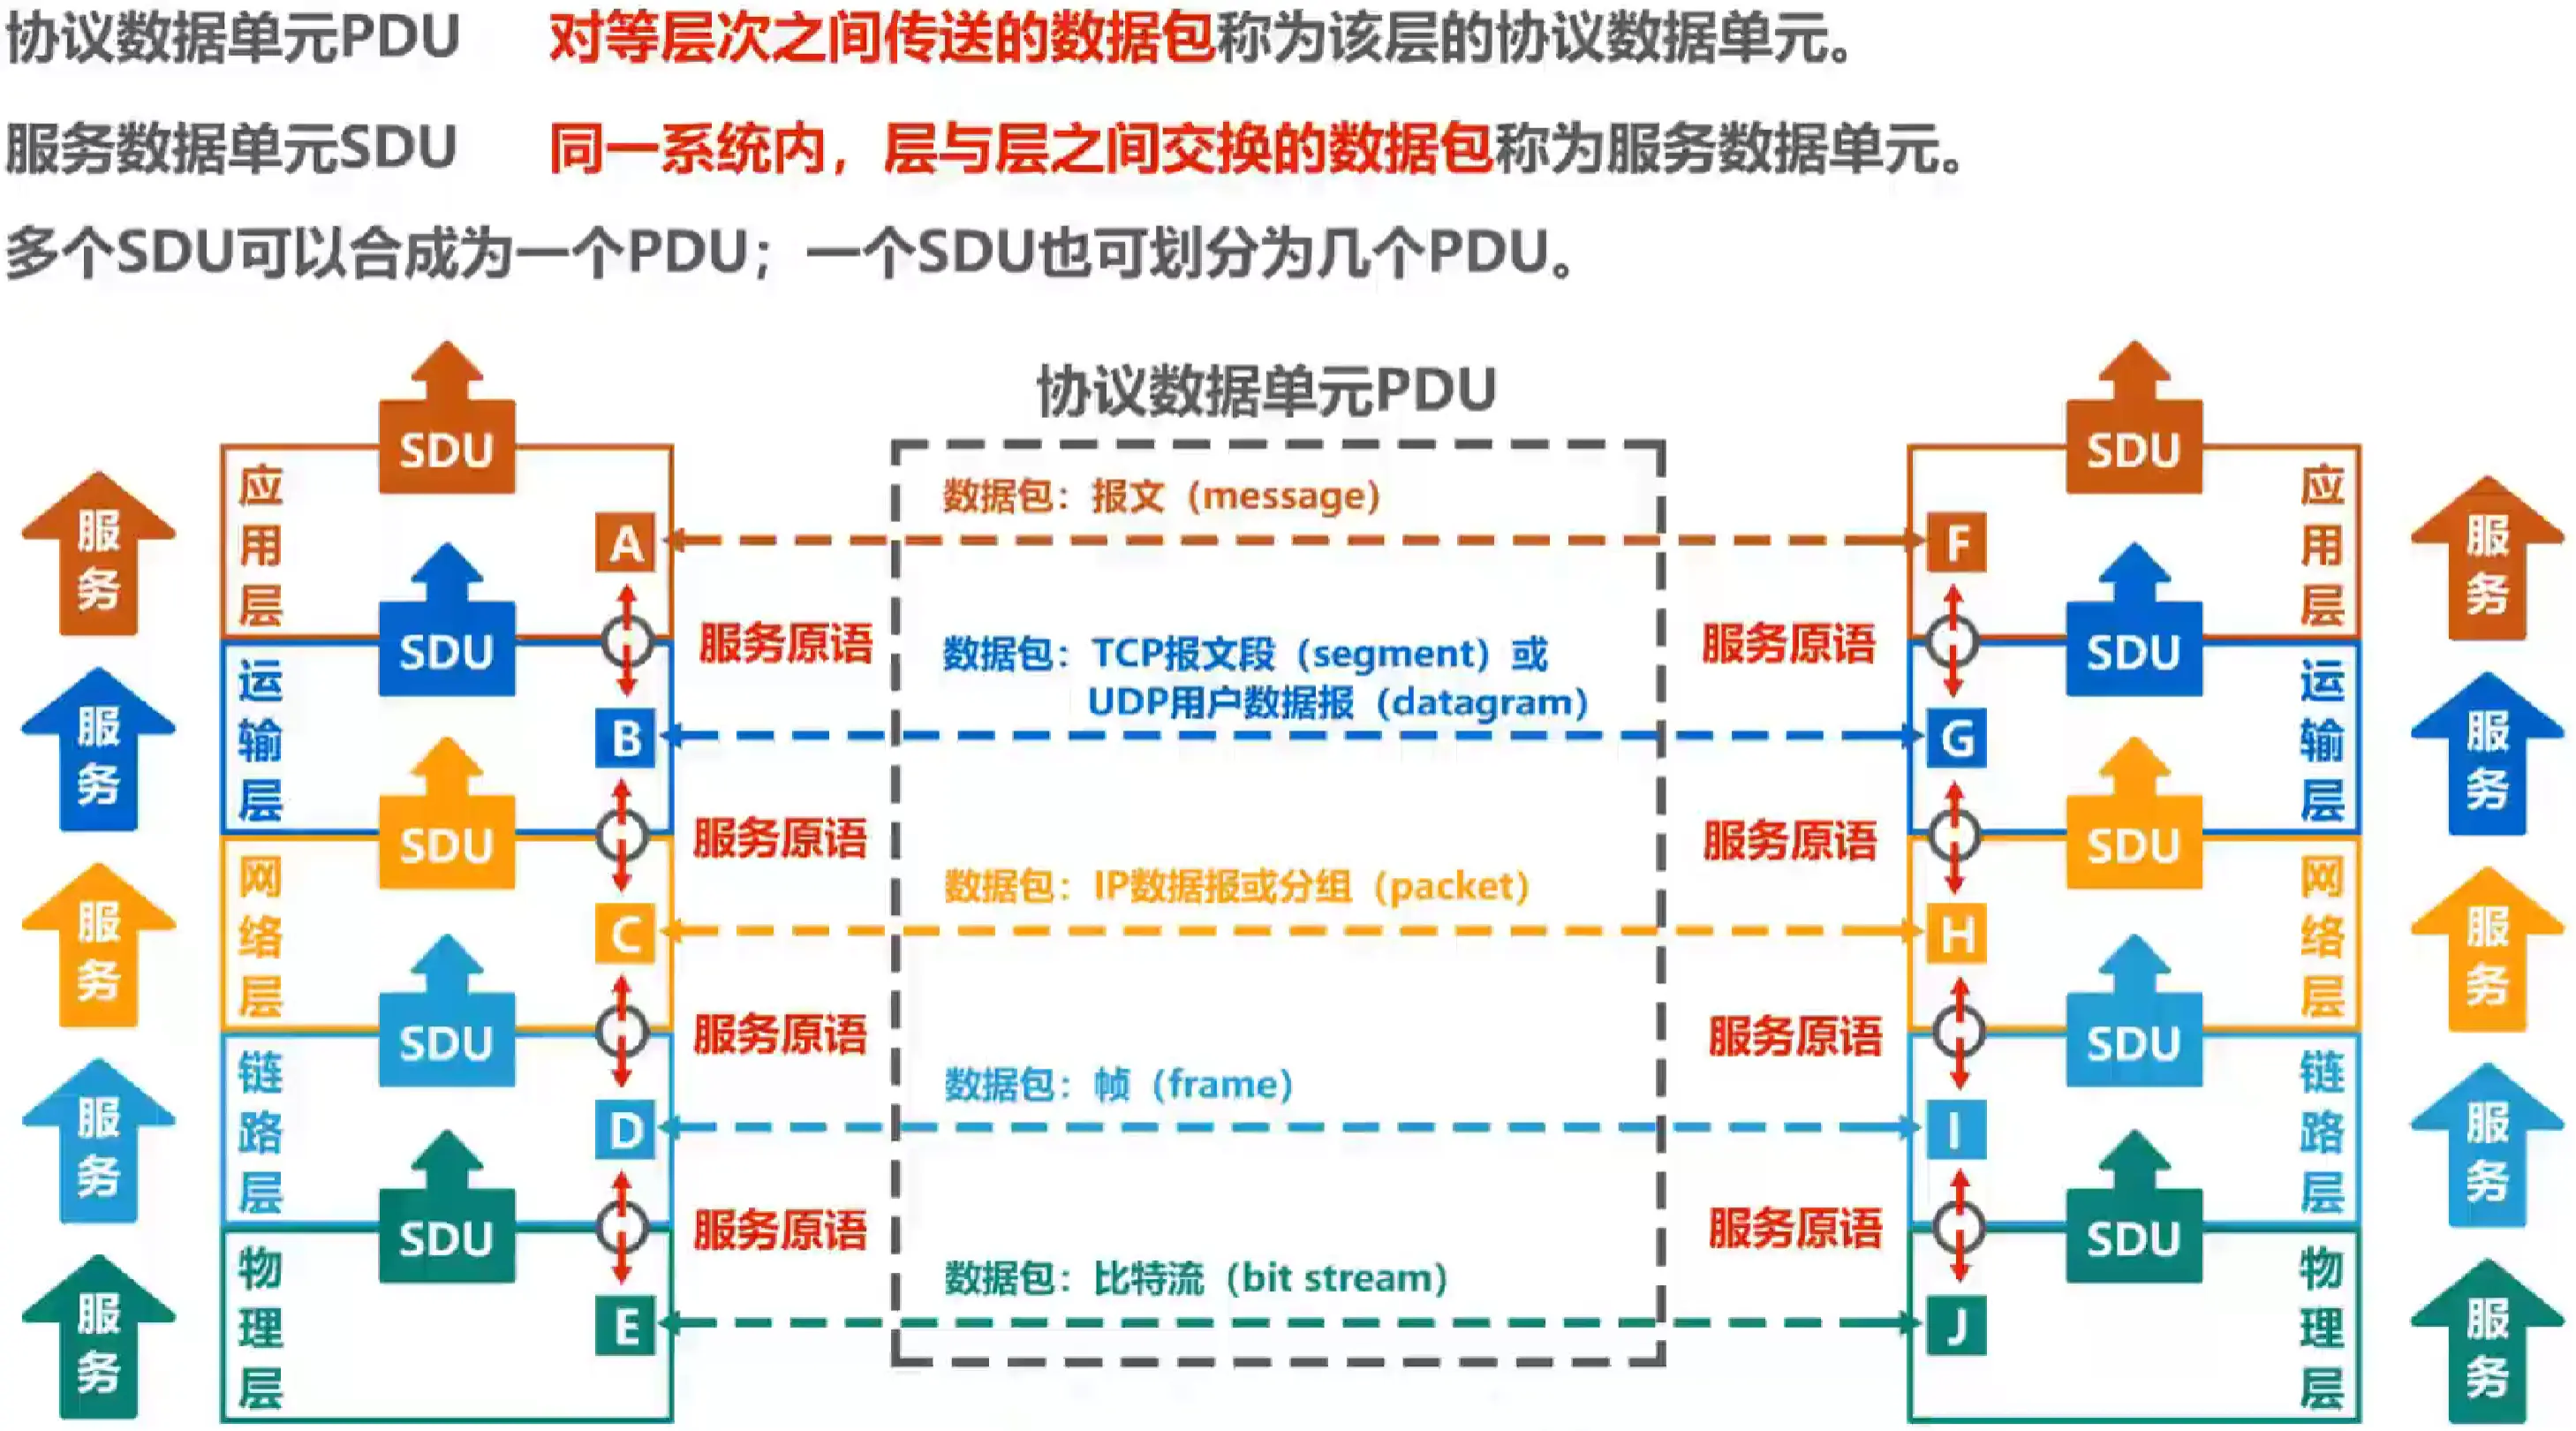 协议数据单元PDU 对等层次之间传送的数据包称为该层的协议数据单元。
服务数据单元SDU 同一系统内，层与层之间交换的数据包称为服务数据单元。
多个SDU可以合成为一个PDU；一个SDU也可划分为几个PDU。
协议数据单元PDU
服务
应用层
SDU
A
数据包：报文（message）
F
SDU
应用层
服务
服务原语
服务原语
服务
运输层
SDU
B
数据包：TCP报文段（segment）或
UDP用户数据报（datagram）
G
SDU
运输层
服务
服务原语
服务原语
服务
网络层
SDU
C
数据包：IP数据报或分组（packet）
H
SDU
网络层
服务
服务原语
服务原语
服务
链路层
SDU
D
数据包：帧（frame）
I
SDU
链路层
服务
服务原语
服务原语
服务
物理层
SDU
E
数据包：比特流（bit stream）
J
SDU
物理层
服务